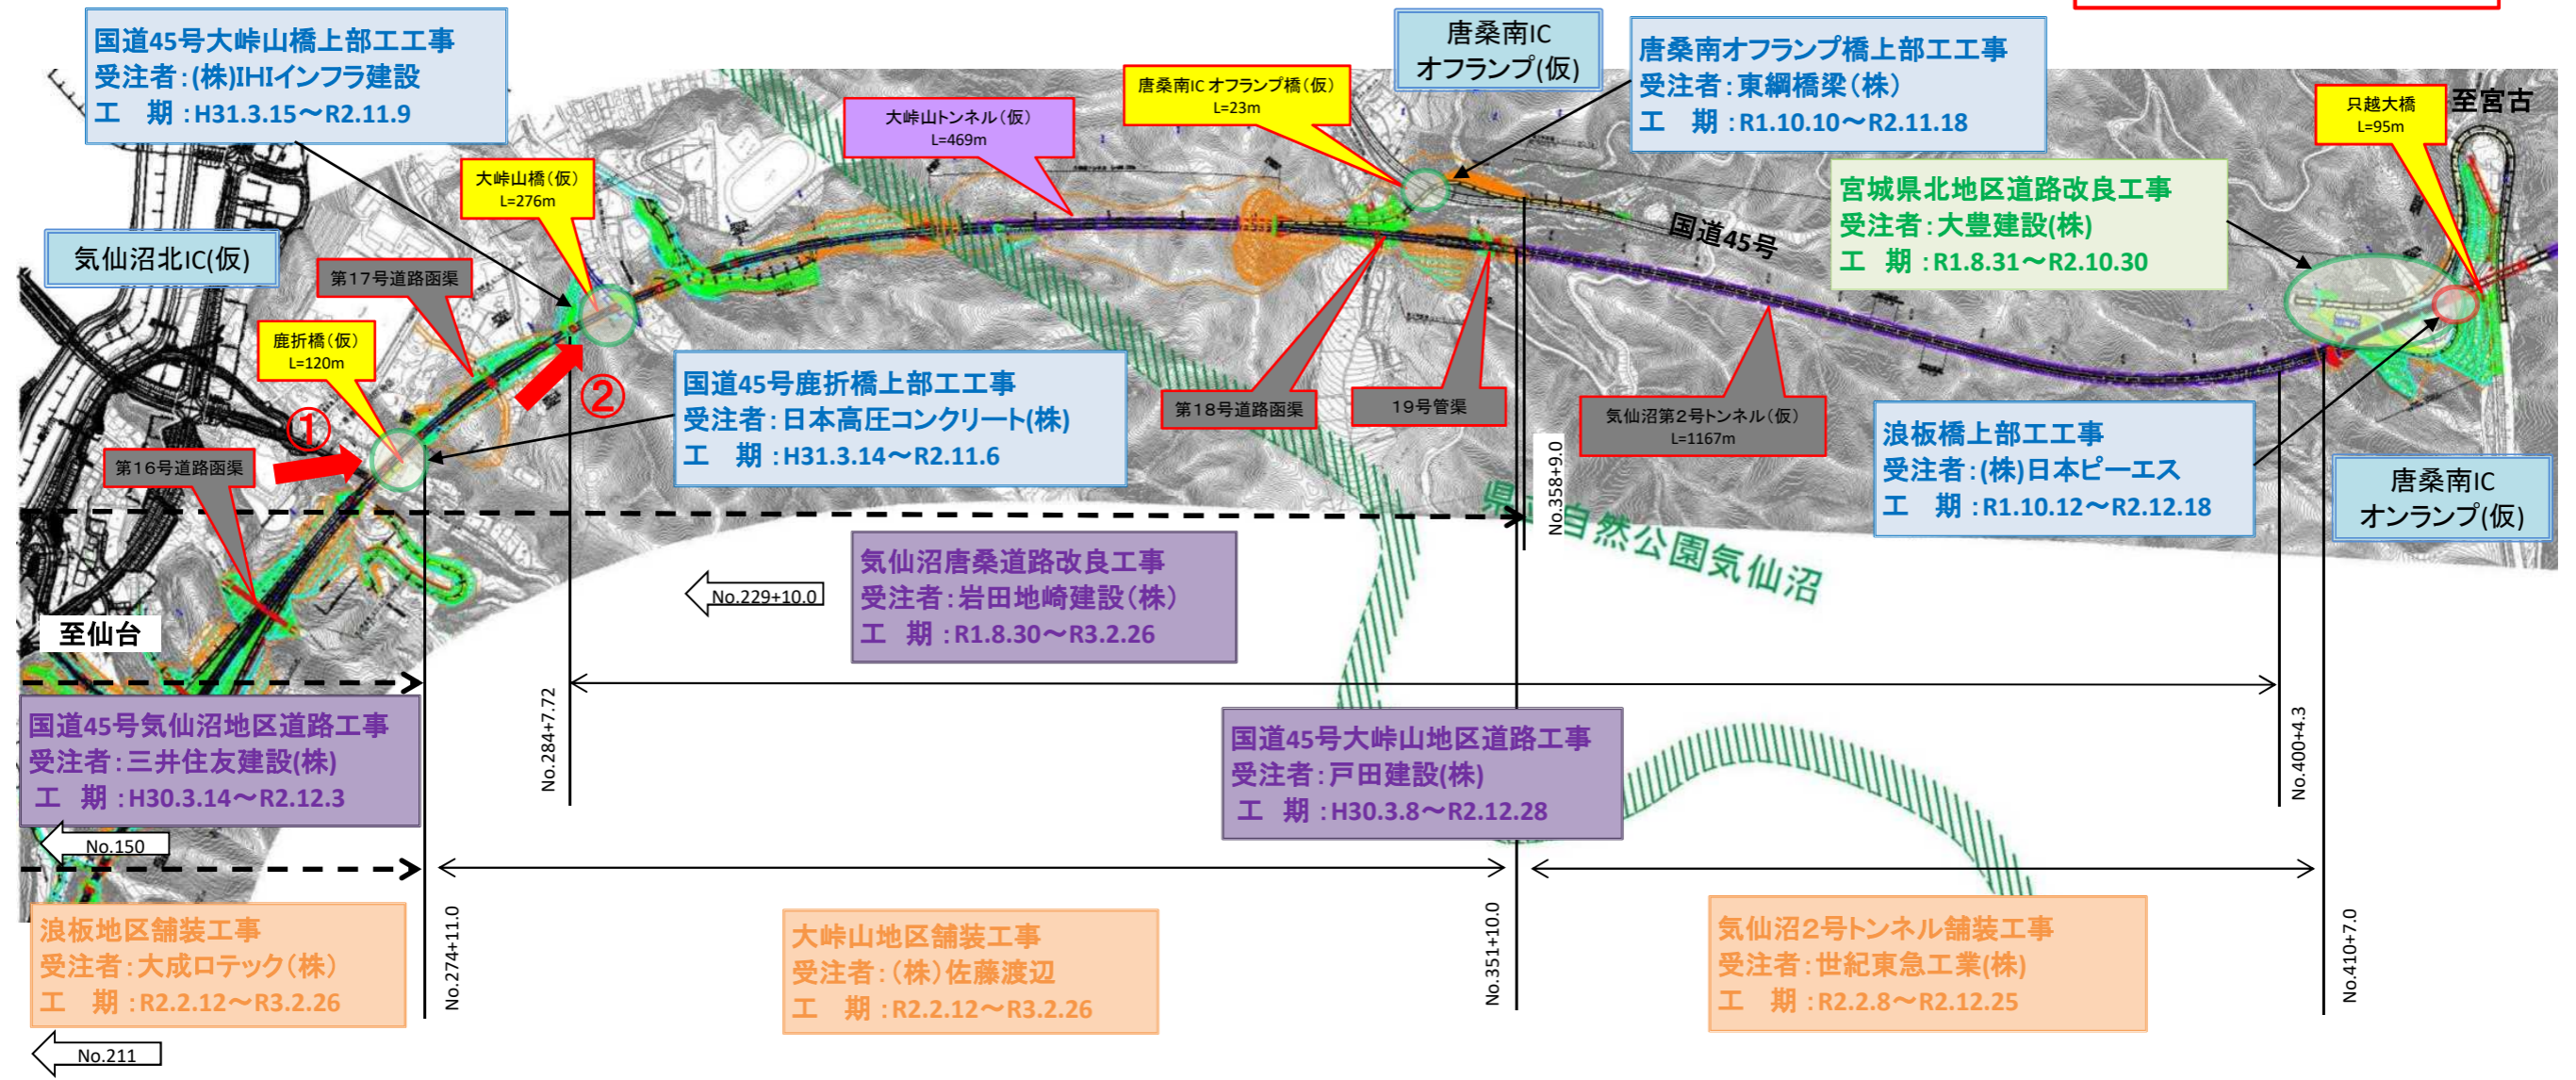 国道45号大峠山橋上部工工事
受注者:(株)IHIインフラ建設
工　期:H31.3.15～R2.11.9
唐桑南IC
オフランプ(仮)
唐桑南オフランプ橋上部工工事
受注者:東綱橋梁(株)
工　期:R1.10.10～R2.11.18
唐桑南IC オフランプ橋(仮)
L=23m
大峠山トンネル(仮)
L=469m
只越大橋
L=95m
至宮古
大峠山橋(仮)
L=276m
宮城県北地区道路改良工事
受注者:大豊建設(株)
工　期:R1.8.31～R2.10.30
国道45号
気仙沼北IC(仮)
第17号道路函渠
鹿折橋(仮)
L=120m
①
②
第16号道路函渠
国道45号鹿折橋上部工工事
受注者:日本高圧コンクリート(株)
工　期:H31.3.14～R2.11.6
第18号道路函渠
19号管渠
気仙沼第2号トンネル(仮)
L=1167m
浪板橋上部工工事
受注者:(株)日本ピーエス
工　期:R1.10.12～R2.12.18
唐桑南IC
オンランプ(仮)
No.358+9.0
自然公園気仙沼
気仙沼唐桑道路改良工事
受注者:岩田地崎建設(株)
工　期:R1.8.30～R3.2.26
No.229+10.0
至仙台
国道45号気仙沼地区道路工事
受注者:三井住友建設(株)
工　期:H30.3.14～R2.12.3
No.284+7.72
国道45号大峠山地区道路工事
受注者:戸田建設(株)
工　期:H30.3.8～R2.12.28
No.400+4.3
No.150
浪板地区舗装工事
受注者:大成ロテック(株)
工　期:R2.2.12～R3.2.26
No.274+11.0
大峠山地区舗装工事
受注者:(株)佐藤渡辺
工　期:R2.2.12～R3.2.26
No.351+10.0
気仙沼2号トンネル舗装工事
受注者:世紀東急工業(株)
工　期:R2.2.8～R2.12.25
No.410+7.0
No.211